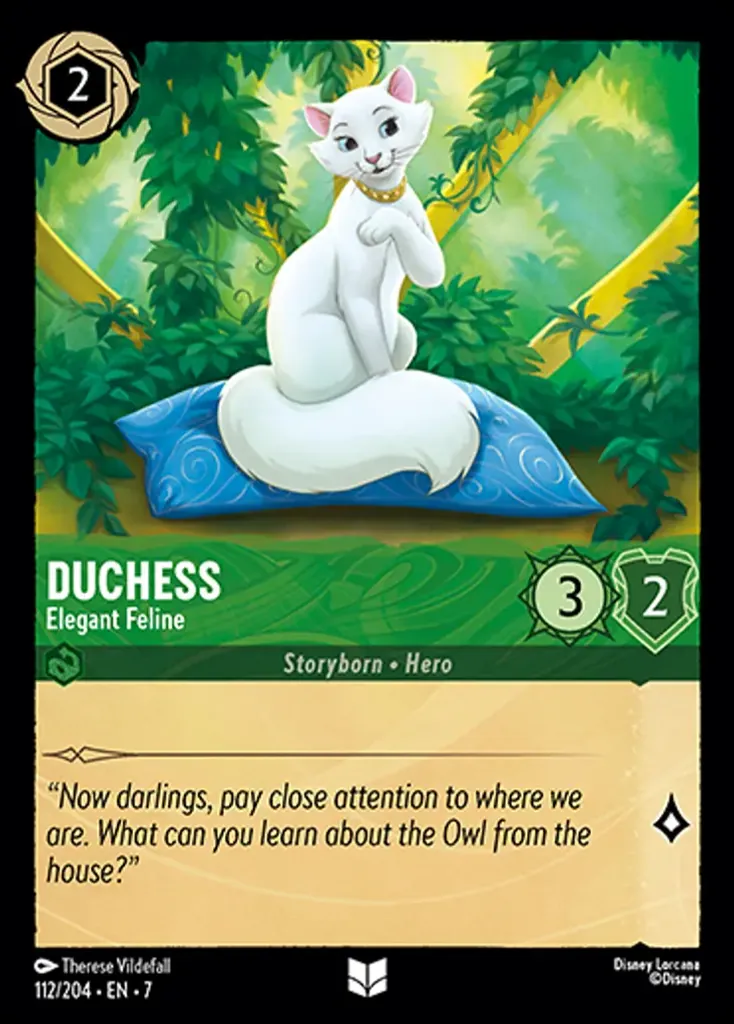 2
DUCHESS
Elegant Feline
3
2
Storyborn • Hero
“Now darlings, pay close attention to where we
are. What can you learn about the Owl from the
house?”
Therese Vildefall
112/204 • EN • 7
Disney Lorcana
©Disney